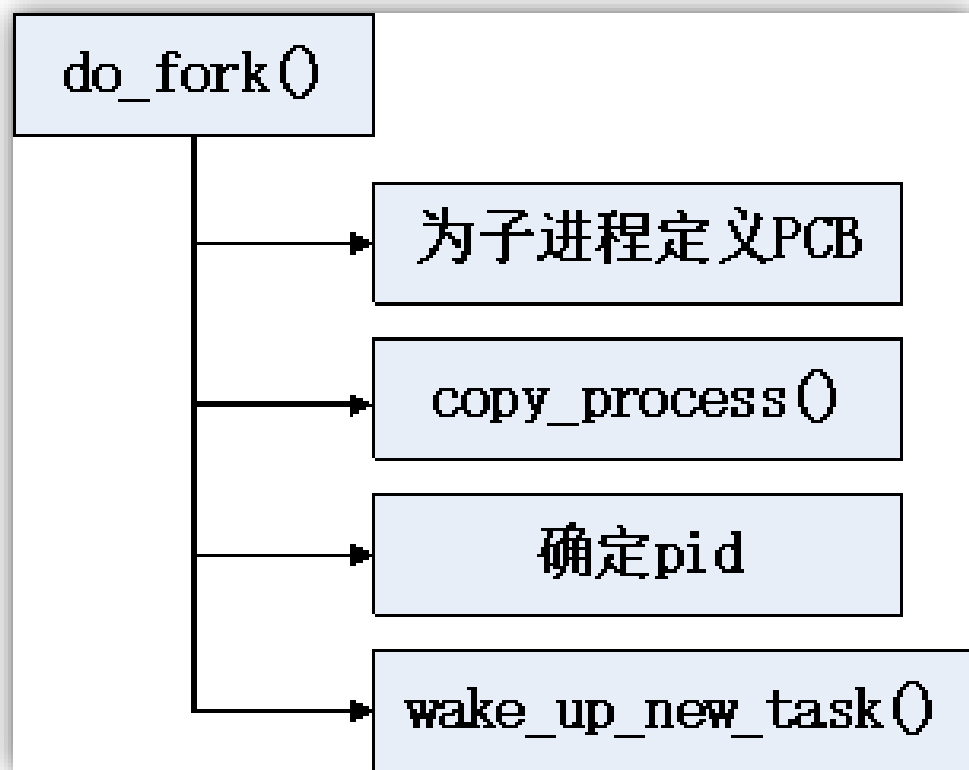 do_fork()
为子进程定义PCB
copy_process()
确定pid
wake_up_new_task()